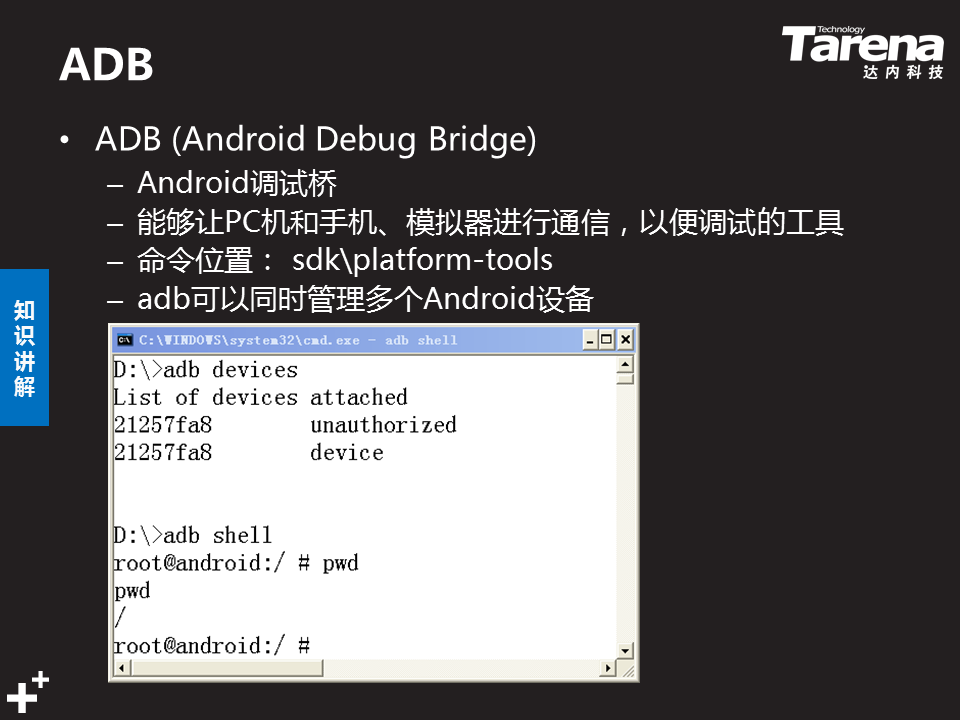 ADB
Technology
Tarena
达内科技
• ADB (Android Debug Bridge)
– Android调试桥
– 能够让PC机和手机、模拟器进行通信，以便调试的工具
– 命令位置： sdk\platform-tools
– adb可以同时管理多个Android设备
知识讲解
C:\WINDOWS\system32\cmd.exe - adb shell
D:\>adb devices
List of devices attached
21257fa8 unauthorized
21257fa8 device
D:\>adb shell
root@android:/ # pwd
pwd
/
root@android:/ #